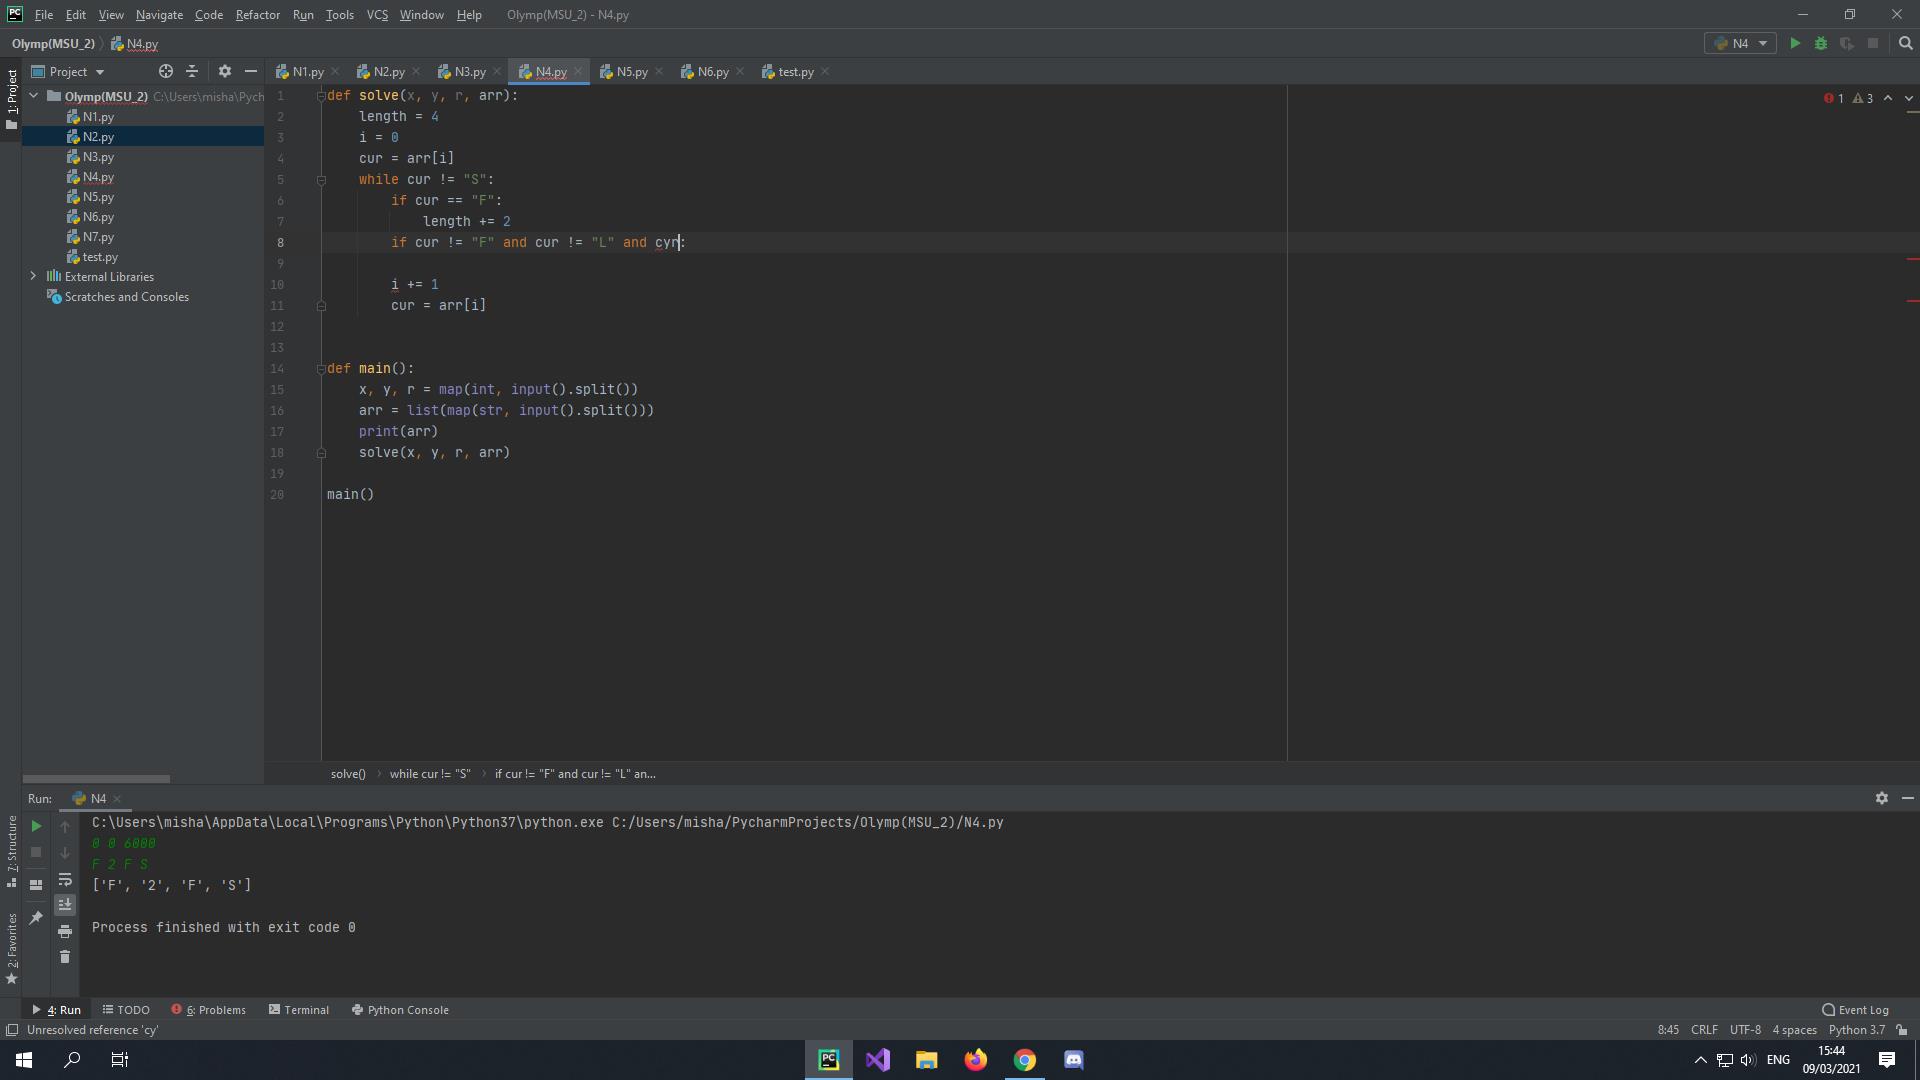 PC File Edit View Navigate Code Refactor Run Tools VCS Window Help Olymp(MSU_2) - N4.py
Olymp(MSU_2) N4.py N4
1: Project
Project
N1.py N2.py N3.py N4.py N5.py N6.py test.py
Olymp(MSU_2) C:\Users\misha\Pych
N1.py
N2.py
N3.py
N4.py
N5.py
N6.py
N7.py
test.py
External Libraries
Scratches and Consoles
1 3
1 def solve(x, y, r, arr):
2 length = 4
3 i = 0
4 cur = arr[i]
5 while cur != "S":
6 if cur == "F":
7 length += 2
8 if cur != "F" and cur != "L" and cyr:
9
10 i += 1
11 cur = arr[i]
12
13
14 def main():
15 x, y, r = map(int, input().split())
16 arr = list(map(str, input().split()))
17 print(arr)
18 solve(x, y, r, arr)
19
20 main()
solve() while cur != "S" if cur != "F" and cur != "L" an...
Run: N4
C:\Users\misha\AppData\Local\Programs\Python\Python37\python.exe C:/Users/misha/PycharmProjects/Olymp(MSU_2)/N4.py
0 0 6000
F 2 F S
['F', '2', 'F', 'S']
Process finished with exit code 0
7: Structure
2: Favorites
4: Run TODO 6: Problems Terminal Python Console Event Log
Unresolved reference 'cy' 8:45 CRLF UTF-8 4 spaces Python 3.7
PC ENG 15:44
09/03/2021